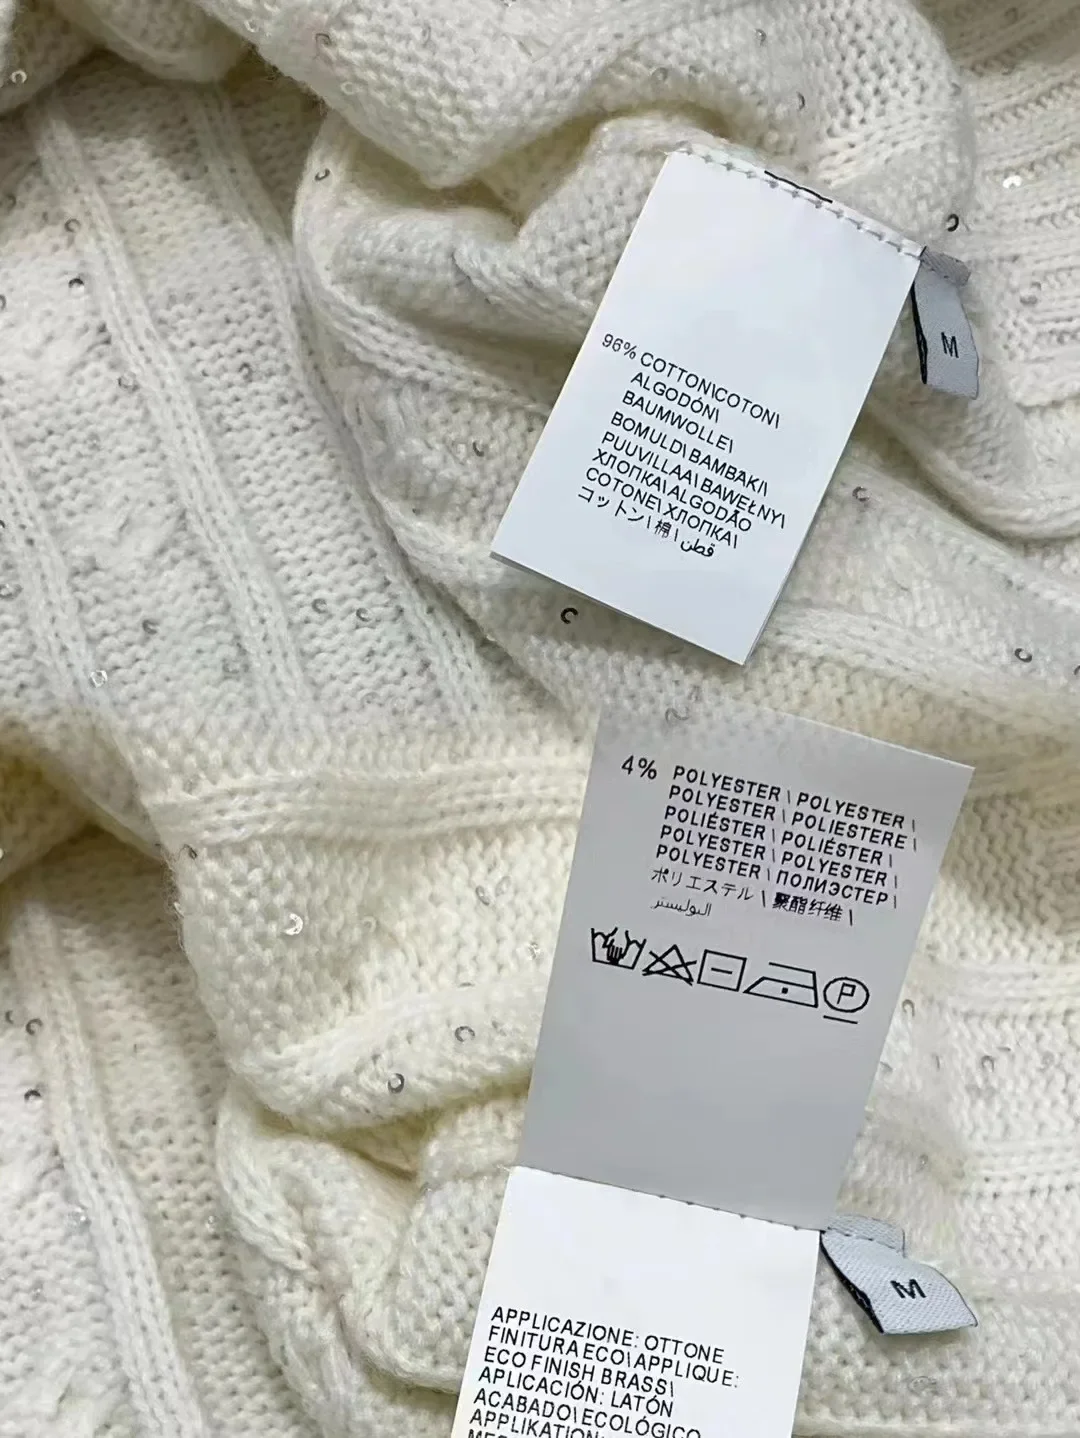 96% COTTON\COTON\
ALGODÓN\
BAUMWOLLE\
BOMULD\BAMBAKI\
PUUVILLAA\BAWEŁNY\
ХЛОПКА\ALGODÃO
COTONE\ХЛОПКА\
コットン\棉\قطن
M
4% POLYESTER\POLYESTER\
POLYESTER\POLIESTERE\
POLIÉSTER\POLIÉSTER\
POLYESTER\POLYESTER\
POLYESTER\ПОЛИЭСТЕР\
ポリエステル\聚酯纤维\
البوليستر
P
M
APPLICAZIONE: OTTONE
FINITURA ECO\APPLIQUE:
ECO FINISH BRASS\
APLICACIÓN: LATÓN
ACABADO\ECOLÓGICO
APPLIKATION: